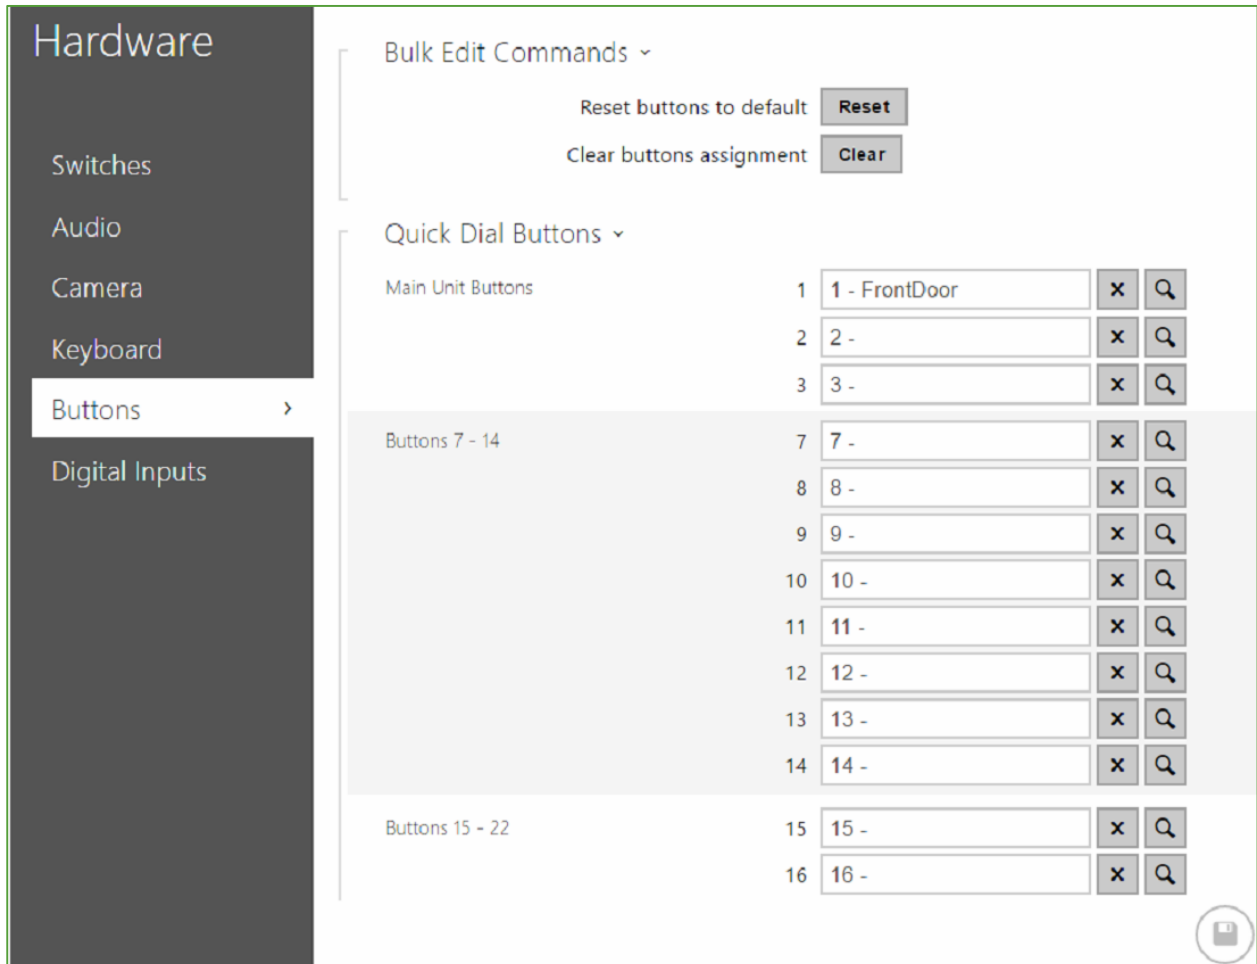 Hardware
Switches
Audio
Camera
Keyboard
Buttons
Digital Inputs
Bulk Edit Commands
Reset buttons to default Reset
Clear buttons assignment Clear
Quick Dial Buttons
Main Unit Buttons 1 1 - FrontDoor x
2 2 - x
3 3 - x
Buttons 7 - 14 7 7 - x
8 8 - x
9 9 - x
10 10 - x
11 11 - x
12 12 - x
13 13 - x
14 14 - x
Buttons 15 - 22 15 15 - x
16 16 - x